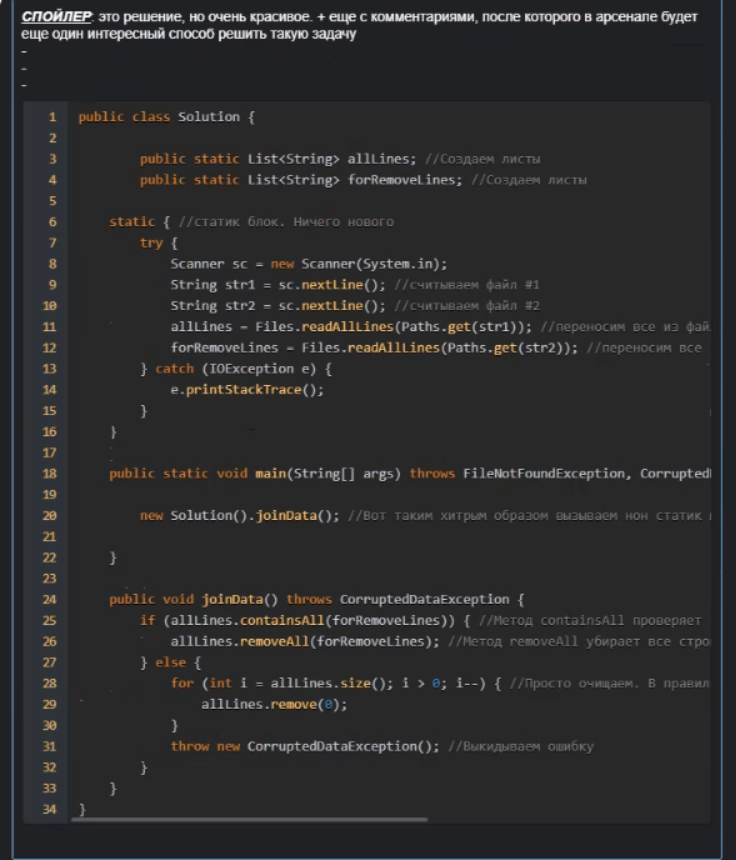 СПОЙЛЕР: это решение, но очень красивое. + еще с комментариями, после которого в арсенале будет
еще один интересный способ решить такую задачу
-
-
-
1 public class Solution {
2
3 public static List<String> allLines; //Создаем листы
4 public static List<String> forRemoveLines; //Создаем листы
5
6 static { //статик блок. Ничего нового
7 try {
8 Scanner sc = new Scanner(System.in);
9 String str1 = sc.nextLine(); //считываем файл #1
10 String str2 = sc.nextLine(); //считываем файл #2
11 allLines = Files.readAllLines(Paths.get(str1)); //переносим все из фай
12 forRemoveLines = Files.readAllLines(Paths.get(str2)); //переносим все
13 } catch (IOException e) {
14 e.printStackTrace();
15 }
16 }
17
18 public static void main(String[] args) throws FileNotFoundException, Corrupted
19
20 new Solution().joinData(); //Вот таким хитрым образом вызываем нон статик
21
22 }
23
24 public void joinData() throws CorruptedDataException {
25 if (allLines.containsAll(forRemoveLines)) { //Метод containsAll проверяет
26 allLines.removeAll(forRemoveLines); //Метод removeAll убирает все стро
27 } else {
28 for (int i = allLines.size(); i > 0; i--) { //Просто очищаем. В правил
29 allLines.remove(0);
30 }
31 throw new CorruptedDataException(); //Выкидываем ошибку
32 }
33 }
34 }